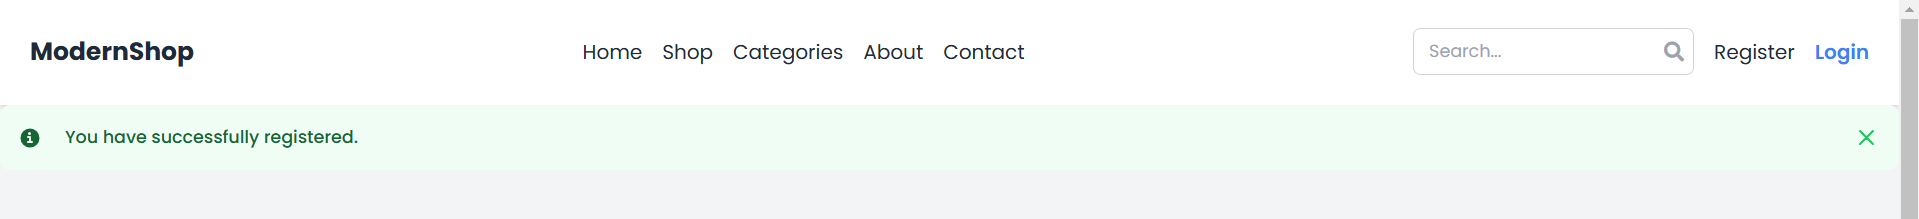 ModernShop Home Shop Categories About Contact Search... Register Login
You have successfully registered.